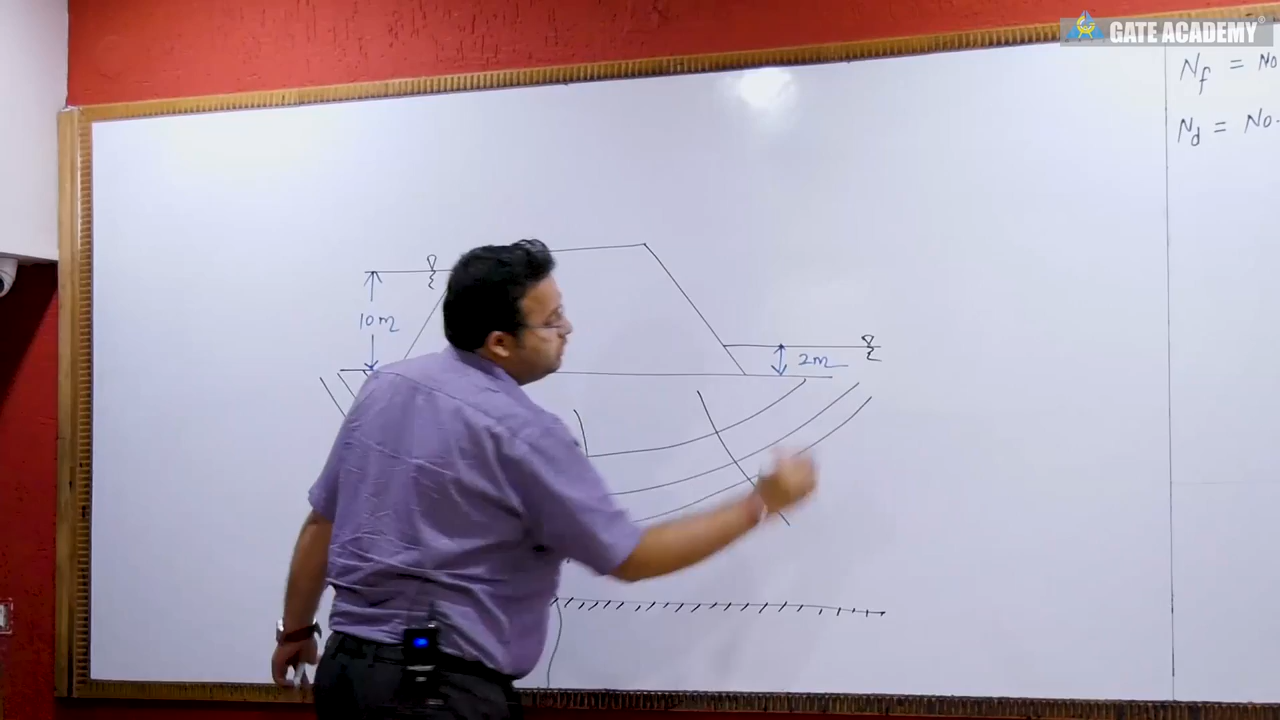 GATE ACADEMY®
N_f = No
N_d = No.
10m
2m